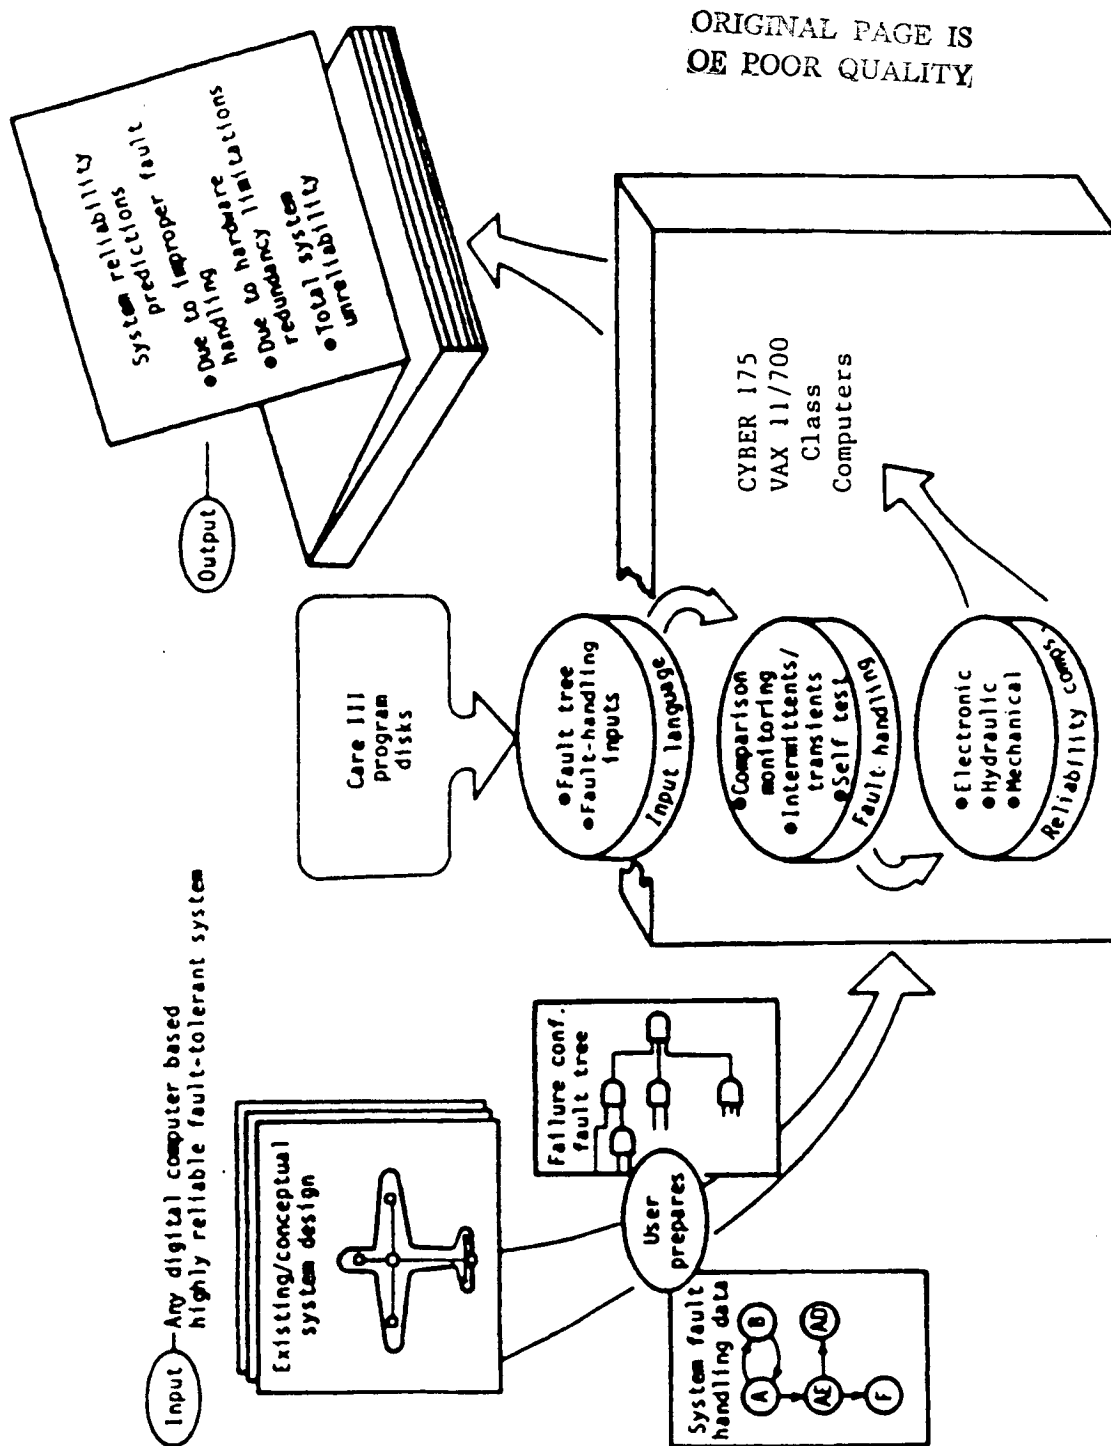 ORIGINAL PAGE IS
OE POOR QUALITY
Input
Any digital computer based
highly reliable fault-tolerant system
Existing/conceptual
system design
User
prepares
Failure conf.
fault tree
System fault
handling data
A
B
AE
AD
F
Care III
program
disks
●Fault tree
●Fault-handling
inputs
Input language
●Comparison
monitoring
●Intermittents/
transients
●Self test
Fault handling
●Electronic
●Hydraulic
●Mechanical
Reliability comps.
CYBER 175
VAX 11/700
Class
Computers
Output
System reliability
predictions
●Due to improper fault
handling
●Due to hardware
redundancy limitations
●Total system
unreliability